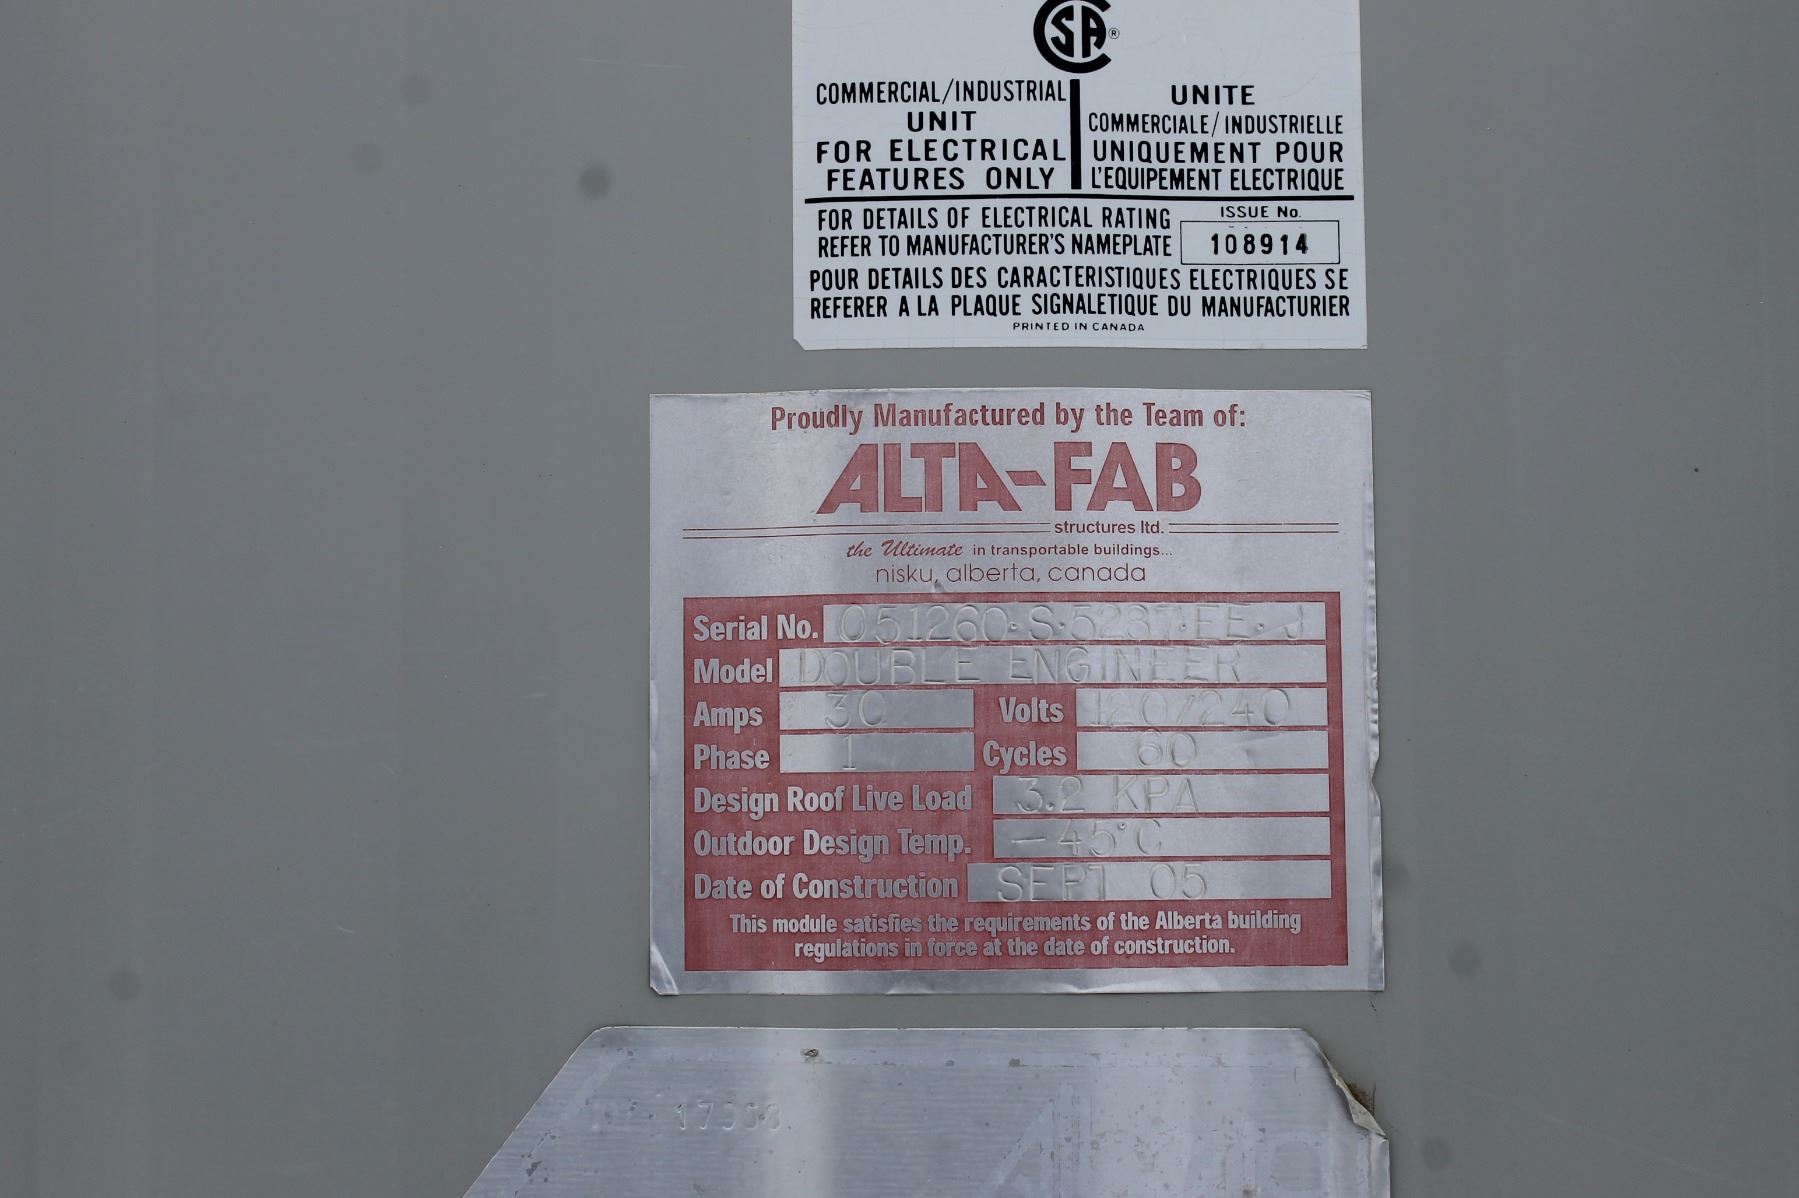 CSA®
COMMERCIAL/INDUSTRIAL
UNIT
FOR ELECTRICAL
FEATURES ONLY
UNITE
COMMERCIALE/INDUSTRIELLE
UNIQUEMENT POUR
L'EQUIPEMENT ELECTRIQUE
FOR DETAILS OF ELECTRICAL RATING
REFER TO MANUFACTURER'S NAMEPLATE
ISSUE No.
108914
POUR DETAILS DES CARACTERISTIQUES ELECTRIQUES SE
REFERER A LA PLAQUE SIGNALETIQUE DU MANUFACTURIER
PRINTED IN CANADA
Proudly Manufactured by the Team of:
ALTA-FAB
structures ltd.
the Ultimate in transportable buildings...
nisku, alberta, canada
Serial No.
Model DOUBLE ENGINEER
Amps 30 Volts 120/240
Phase 1 Cycles 60
Design Roof Live Load 3.2 KPA
Outdoor Design Temp. -45°C
Date of Construction SEPT 05
This module satisfies the requirements of the Alberta building
regulations in force at the date of construction.